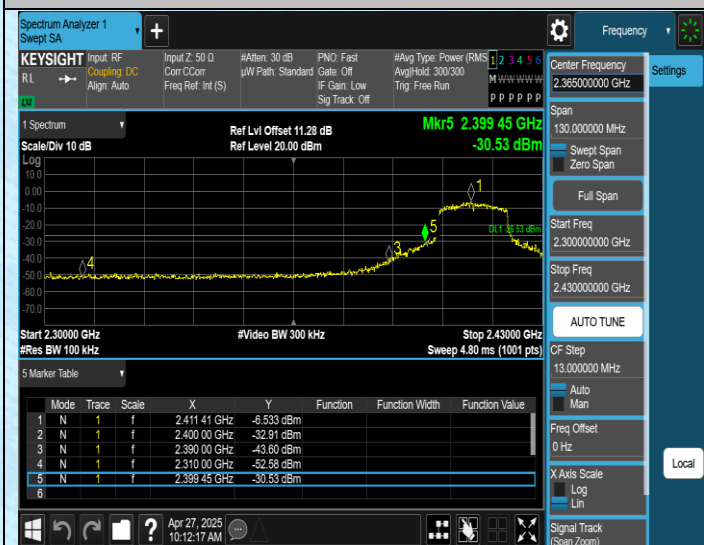 Spectrum Analyzer 1
Swept SA
+
Frequency
KEYSIGHT
RL
LXI
Input: RF
Coupling: DC
Align: Auto
Input Z: 50 Ω
Corr CCorr
Freq Ref: Int (S)
#Atten: 30 dB
µW Path: Standard
PNO: Fast
Gate: Off
IF Gain: Low
Sig Track: Off
#Avg Type: Power (RMS
Avg|Hold: 300/300
Trig: Free Run
1 2 3 4 5 6
M W W W W W
P P P P P P
1 Spectrum
Scale/Div 10 dB
Ref Lvl Offset 11.28 dB
Ref Level 20.00 dBm
Mkr5 2.399 45 GHz
-30.53 dBm
Log
10.0
0.00
-10.0
-20.0
-30.0
-40.0
-50.0
-60.0
-70.0
1
5
3
4
Start 2.30000 GHz
#Res BW 100 kHz
#Video BW 300 kHz
Stop 2.43000 GHz
Sweep 4.80 ms (1001 pts)
5 Marker Table
Mode Trace Scale X Y Function Function Width Function Value
1 N 1 f 2.411 41 GHz -6.533 dBm
2 N 1 f 2.400 00 GHz -32.91 dBm
3 N 1 f 2.390 00 GHz -43.60 dBm
4 N 1 f 2.310 00 GHz -52.58 dBm
5 N 1 f 2.399 45 GHz -30.53 dBm
6
? Apr 27, 2025
10:12:17 AM
Center Frequency
2.365000000 GHz
Settings
Span
130.000000 MHz
Swept Span
Zero Span
Full Span
Start Freq
2.300000000 GHz
Stop Freq
2.430000000 GHz
AUTO TUNE
CF Step
13.000000 MHz
Auto
Man
Freq Offset
0 Hz
X Axis Scale
Log
Lin
Signal Track
(Span Zoom)
Local